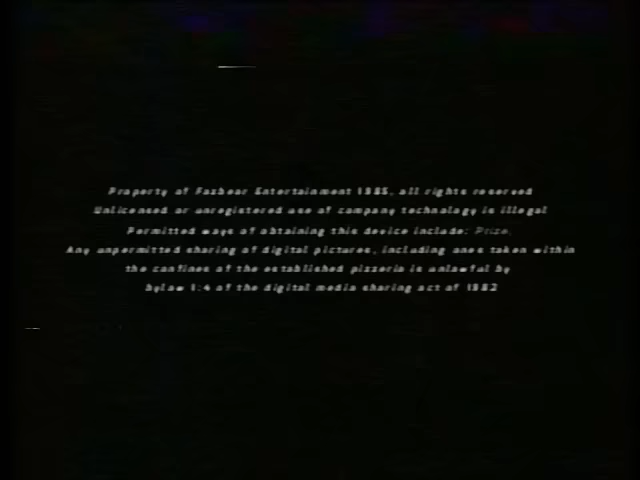 Property of Fazbear Entertainment 1985, all rights reserved
Unlicensed or unregistered use of company technology is illegal
Permitted ways of obtaining this device include: Prize.
Any unpermitted sharing of digital pictures, including ones taken within
the confines of the established pizzeria is unlawful by
bylaw 1:4 of the digital media sharing act of 1982